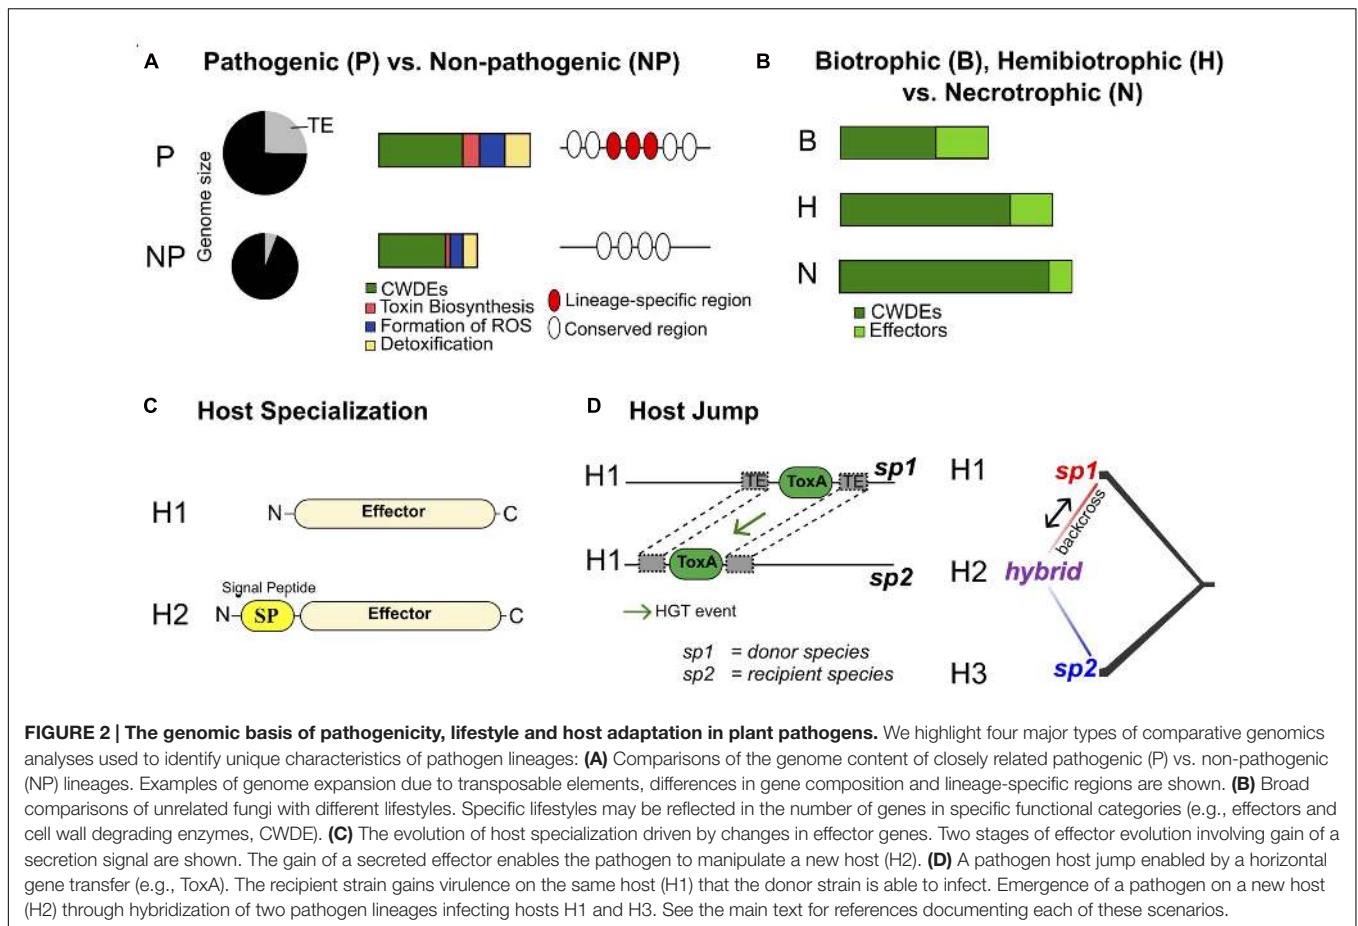 A Pathogenic (P) vs. Non-pathogenic (NP)
P
NP
Genome size
TE
CWDEs
Toxin Biosynthesis
Formation of ROS
Detoxification
Lineage-specific region
Conserved region
B Biotrophic (B), Hemibiotrophic (H)
vs. Necrotrophic (N)
B
H
N
CWDEs
Effectors
C Host Specialization
H1 N Effector C
Signal Peptide
H2 N SP Effector C
D Host Jump
H1 TE ToxA TE sp1
H1 ToxA sp2
HGT event
sp1 = donor species
sp2 = recipient species
H1 sp1
backcross
H2 hybrid
H3 sp2
FIGURE 2 | The genomic basis of pathogenicity, lifestyle and host adaptation in plant pathogens. We highlight four major types of comparative genomics
analyses used to identify unique characteristics of pathogen lineages: (A) Comparisons of the genome content of closely related pathogenic (P) vs. non-pathogenic
(NP) lineages. Examples of genome expansion due to transposable elements, differences in gene composition and lineage-specific regions are shown. (B) Broad
comparisons of unrelated fungi with different lifestyles. Specific lifestyles may be reflected in the number of genes in specific functional categories (e.g., effectors and
cell wall degrading enzymes, CWDE). (C) The evolution of host specialization driven by changes in effector genes. Two stages of effector evolution involving gain of a
secretion signal are shown. The gain of a secreted effector enables the pathogen to manipulate a new host (H2). (D) A pathogen host jump enabled by a horizontal
gene transfer (e.g., ToxA). The recipient strain gains virulence on the same host (H1) that the donor strain is able to infect. Emergence of a pathogen on a new host
(H2) through hybridization of two pathogen lineages infecting hosts H1 and H3. See the main text for references documenting each of these scenarios.